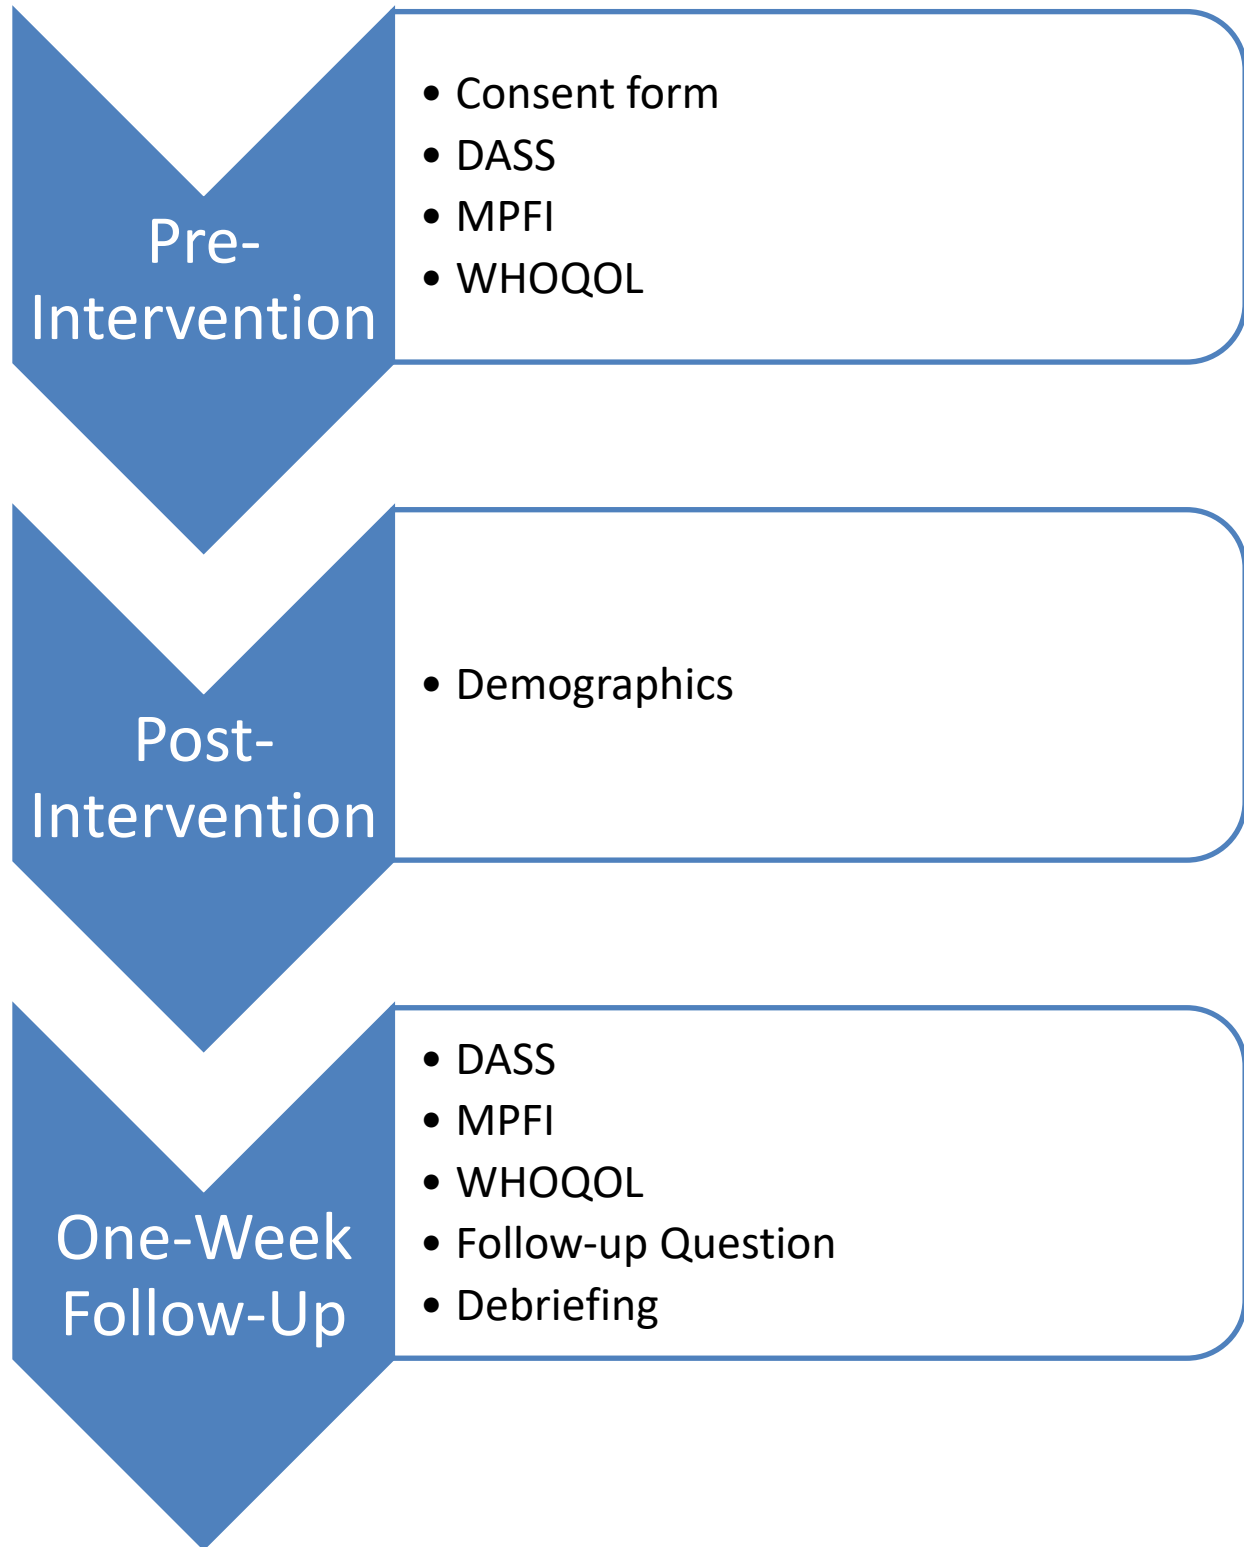 Pre-
Intervention
• Consent form
• DASS
• MPFI
• WHOQOL
Post-
Intervention
• Demographics
One-Week
Follow-Up
• DASS
• MPFI
• WHOQOL
• Follow-up Question
• Debriefing